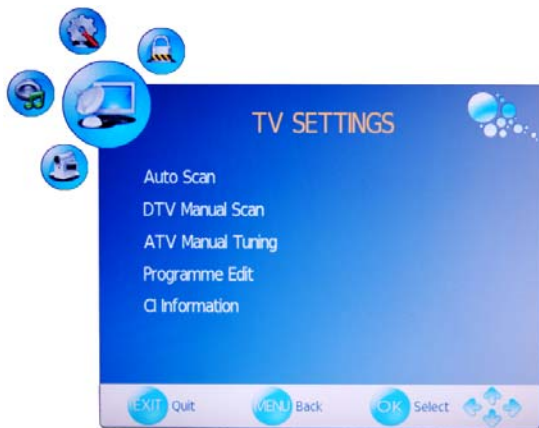 TV SETTINGS
Auto Scan
DTV Manual Scan
ATV Manual Tuning
Programme Edit
CI Information
EXIT Quit MENU Back OK Select